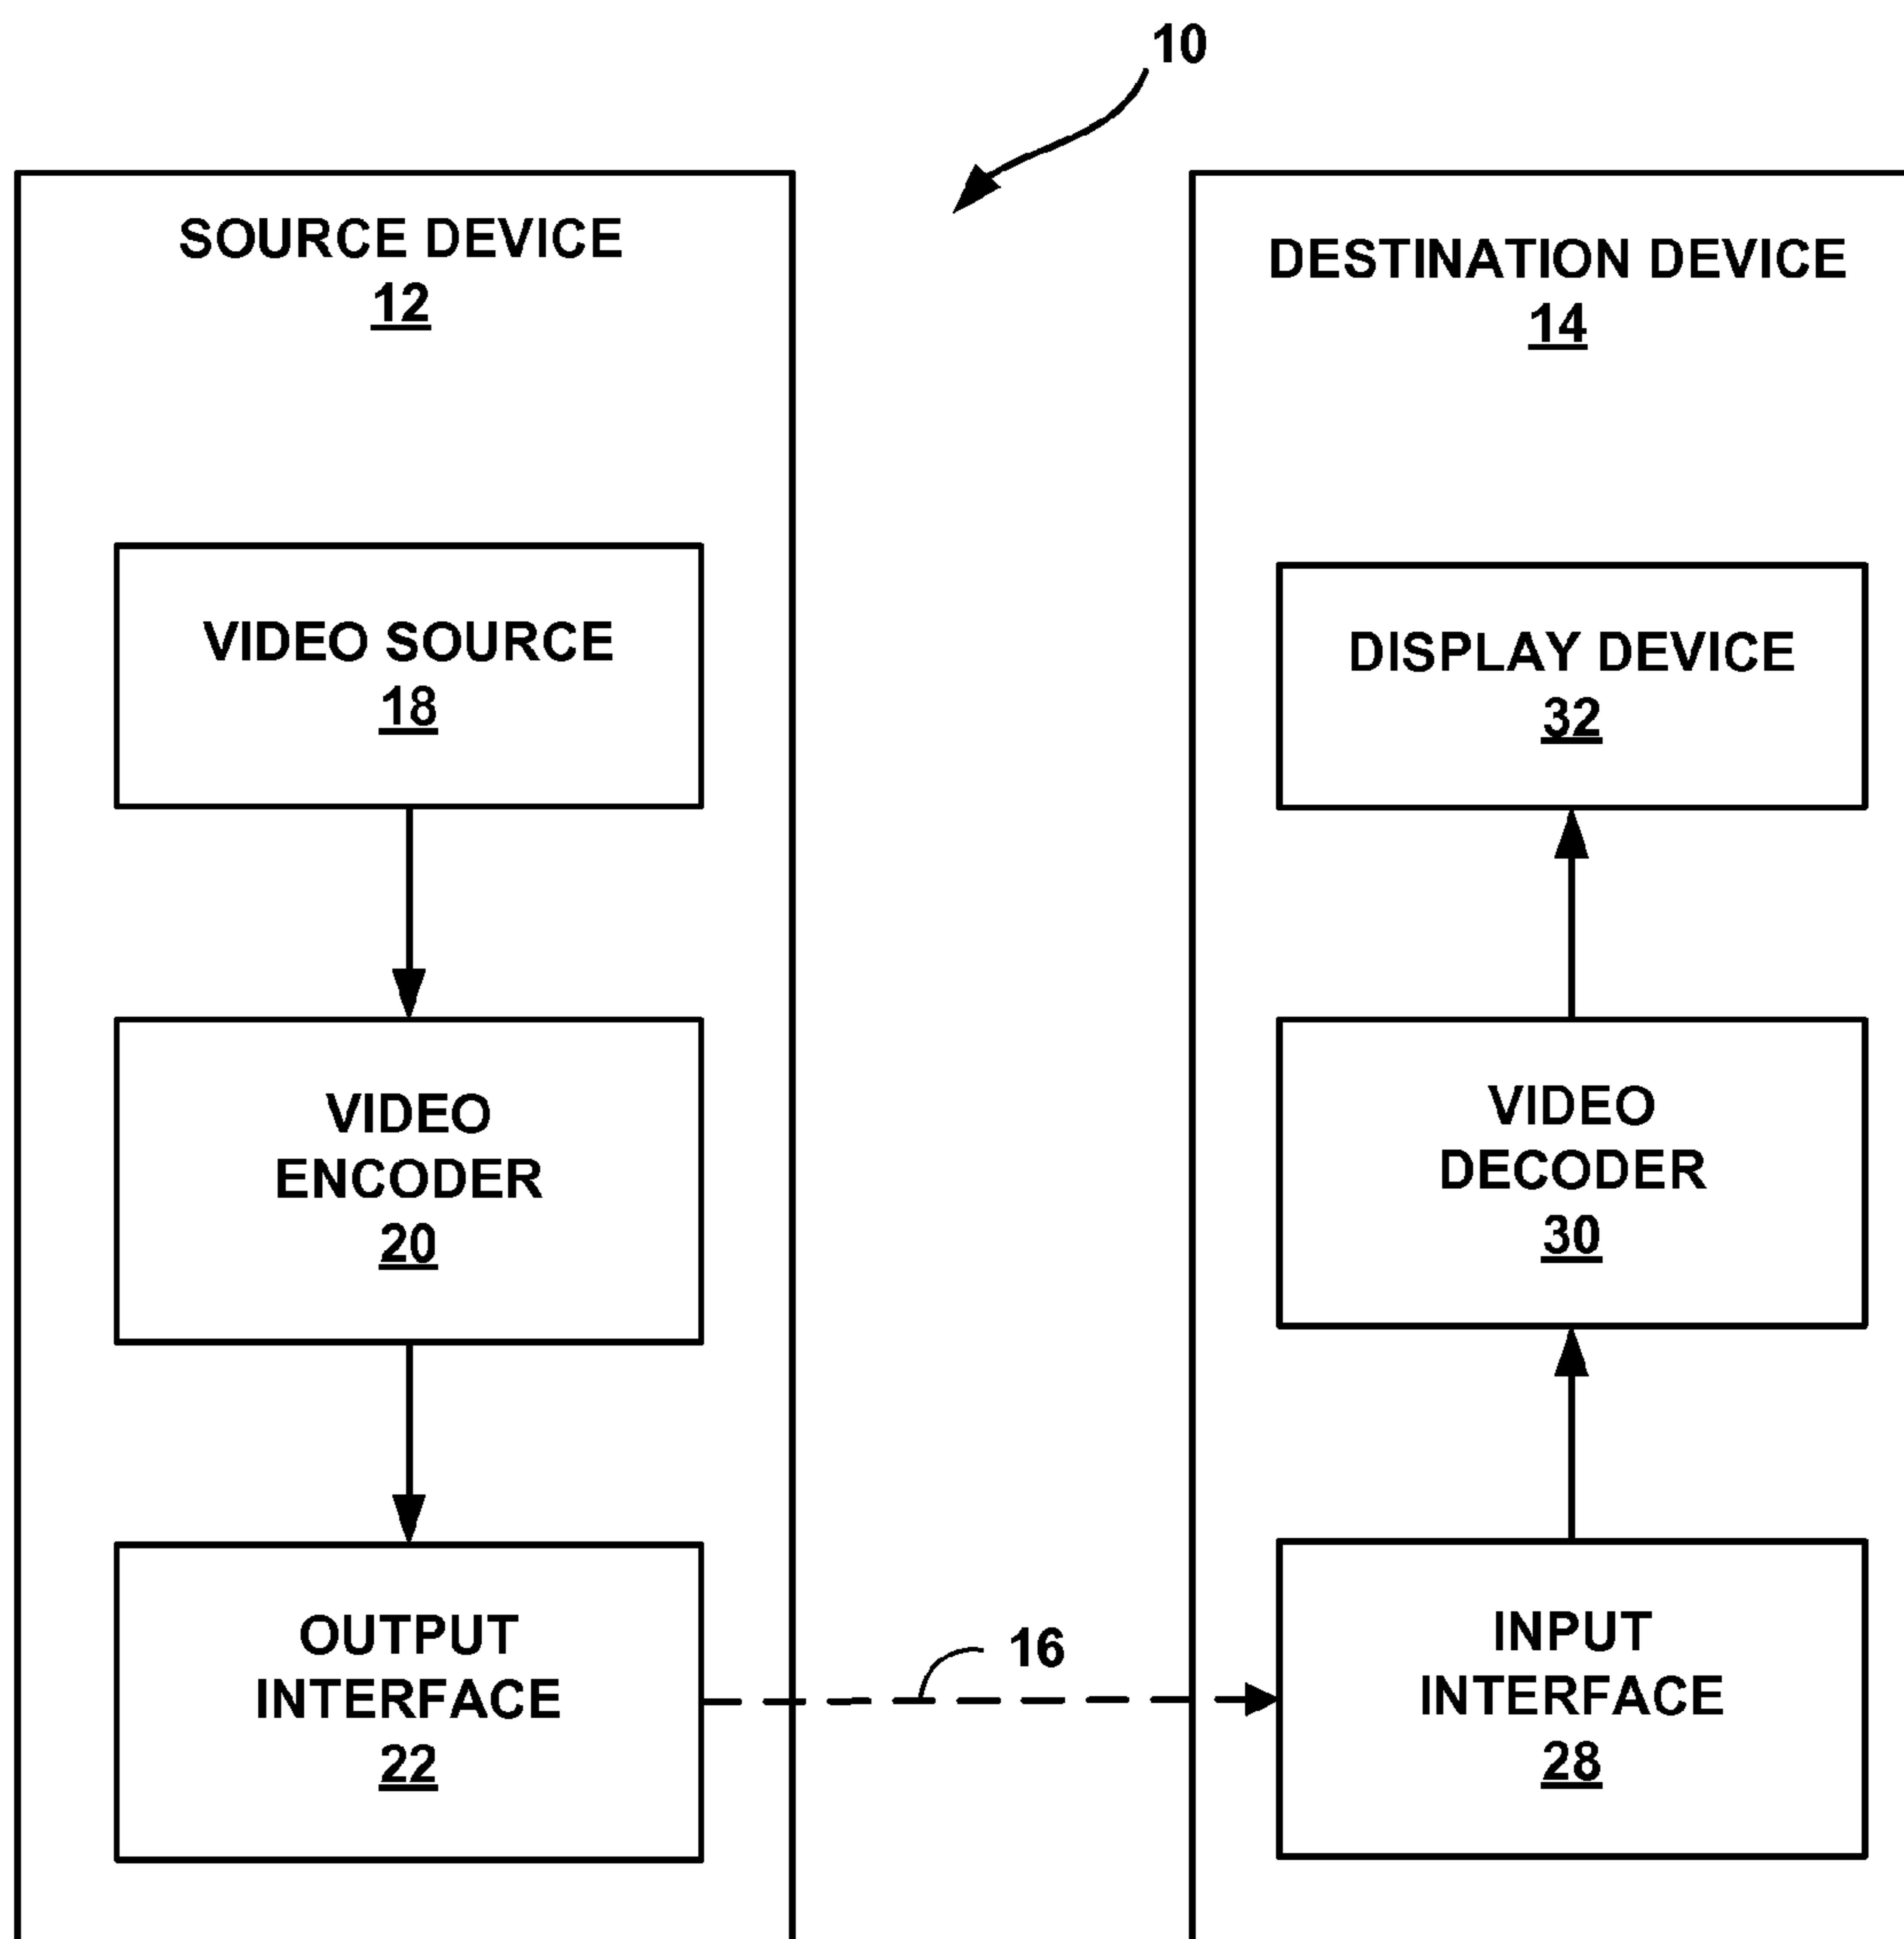 10
SOURCE DEVICE
12
VIDEO SOURCE
18
VIDEO
ENCODER
20
OUTPUT
INTERFACE
22
16
DESTINATION DEVICE
14
DISPLAY DEVICE
32
VIDEO
DECODER
30
INPUT
INTERFACE
28